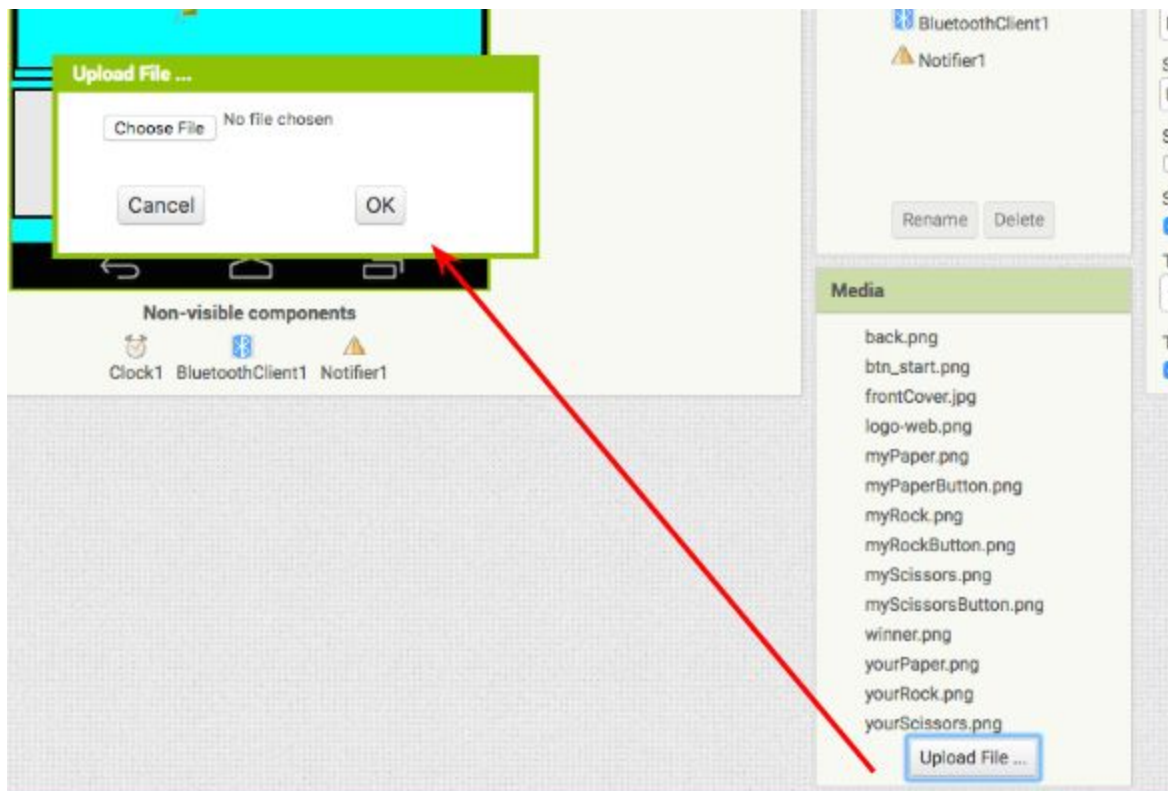 BluetoothClient1
Notifier1
Upload File ...
Choose File No file chosen
Cancel OK
Rename Delete
Non-visible components
Clock1 BluetoothClient1 Notifier1
Media
back.png
btn_start.png
frontCover.jpg
logo-web.png
myPaper.png
myPaperButton.png
myRock.png
myRockButton.png
myScissors.png
myScissorsButton.png
winner.png
yourPaper.png
yourRock.png
yourScissors.png
Upload File ...